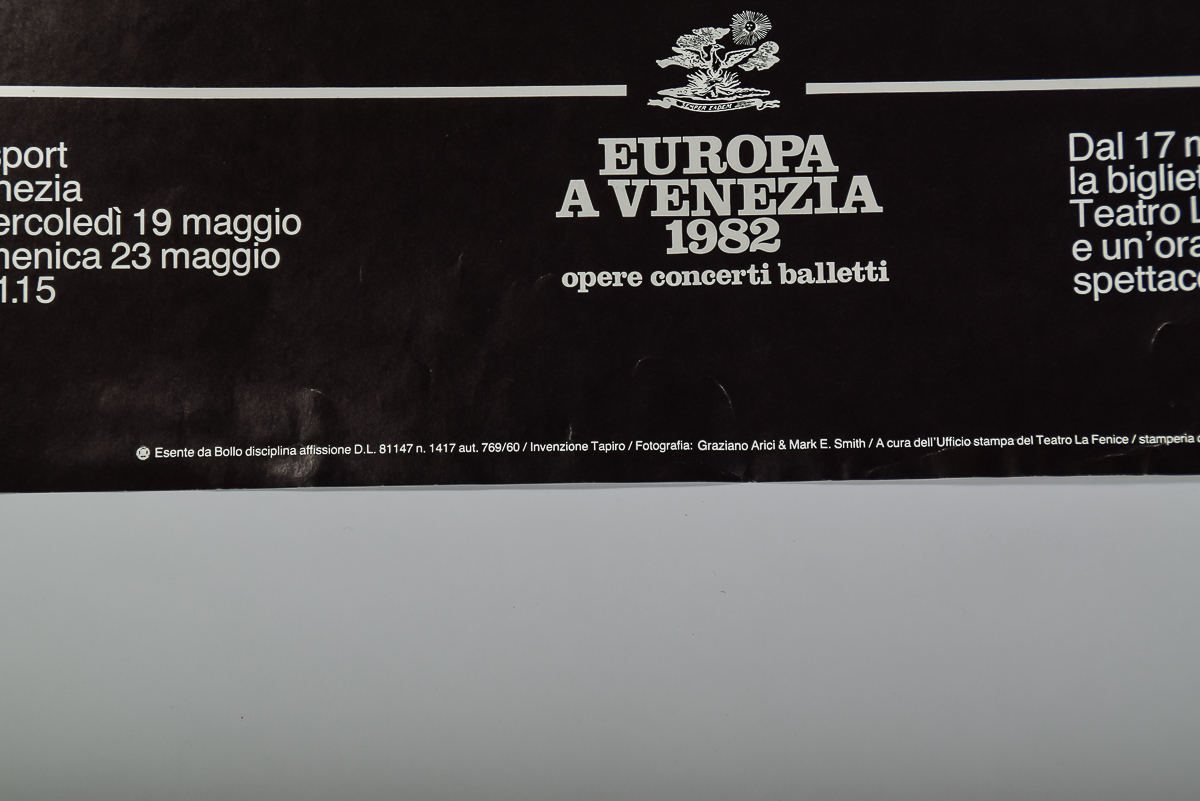 SEMPER EADEM
sport
nezia
ercoledì 19 maggio
menica 23 maggio
1.15
EUROPA
A VENEZIA
1982
opere concerti balletti
Dal 17 m
la bigliet
Teatro L
e un'ora
spettaco
Esente da Bollo disciplina affissione D.L. 81147 n. 1417 aut. 769/60 / Invenzione Tapiro / Fotografia: Graziano Arici & Mark E. Smith / A cura dell'Ufficio stampa del Teatro La Fenice / stamperia